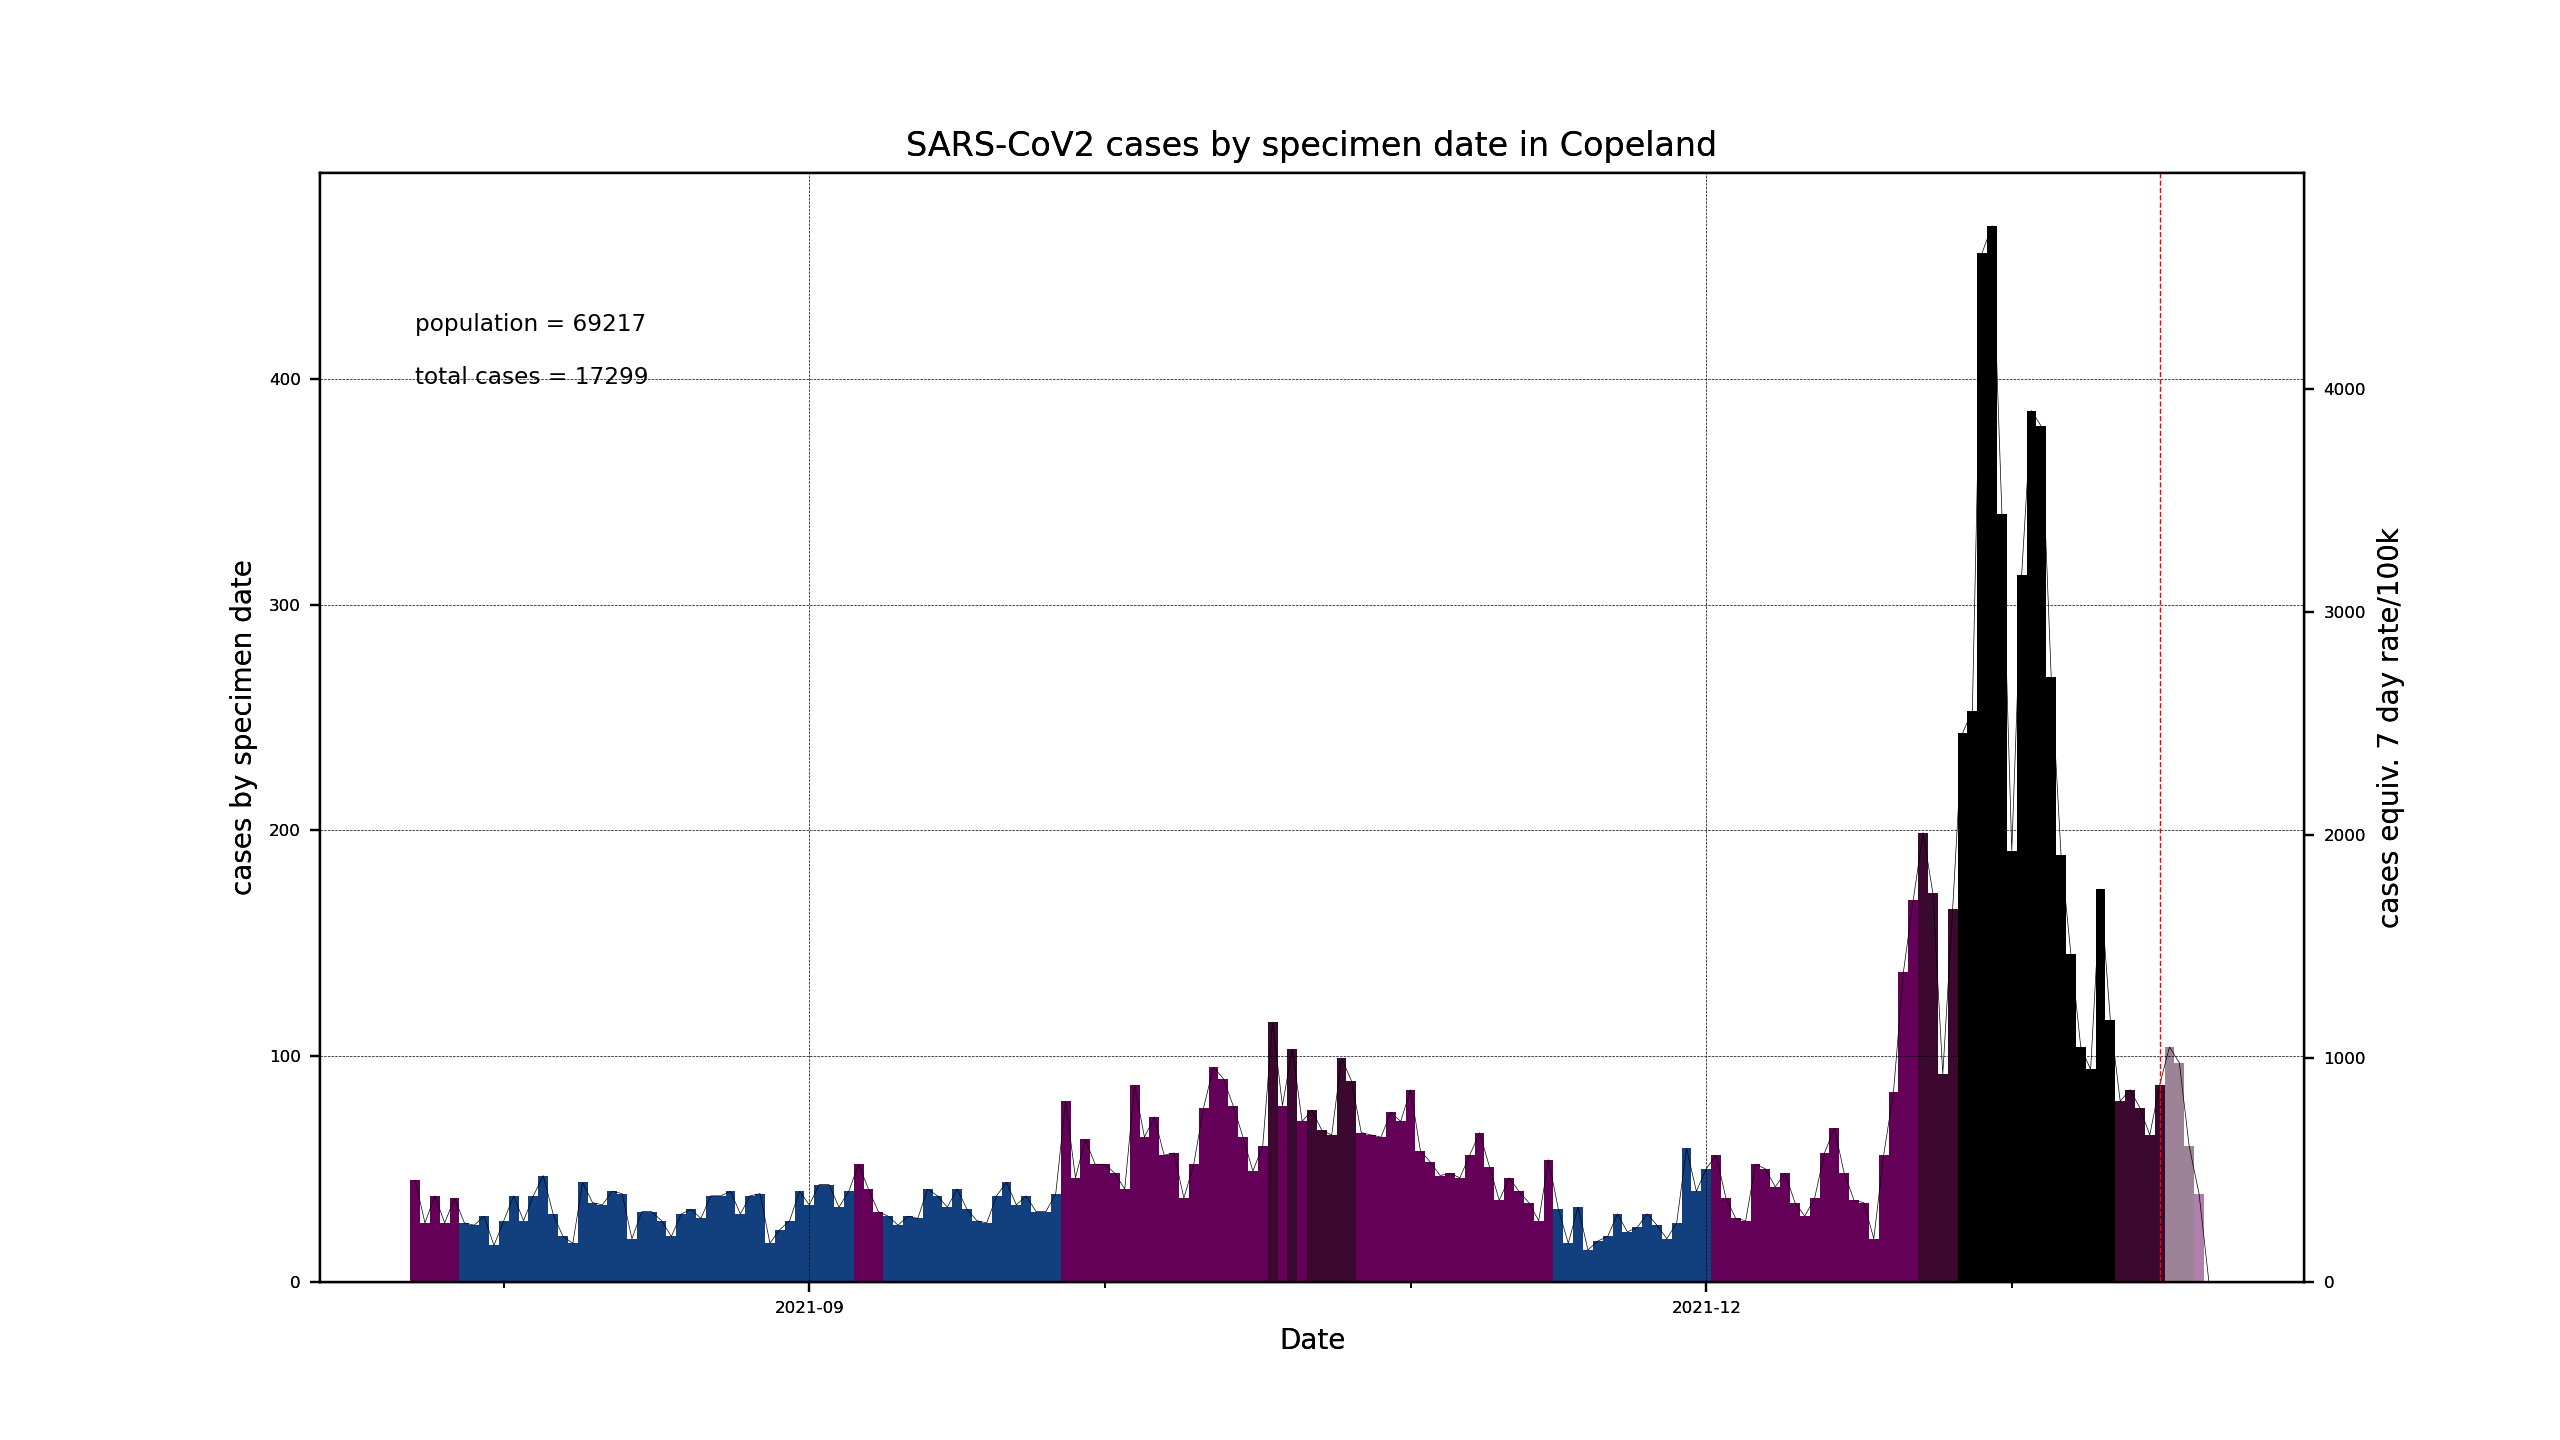 SARS-CoV2 cases by specimen date in Copeland
population = 69217
total cases = 17299
cases by specimen date
400
300
200
100
0
4000
3000
2000
1000
0
cases equiv. 7 day rate/100k
2021-09
2021-12
Date